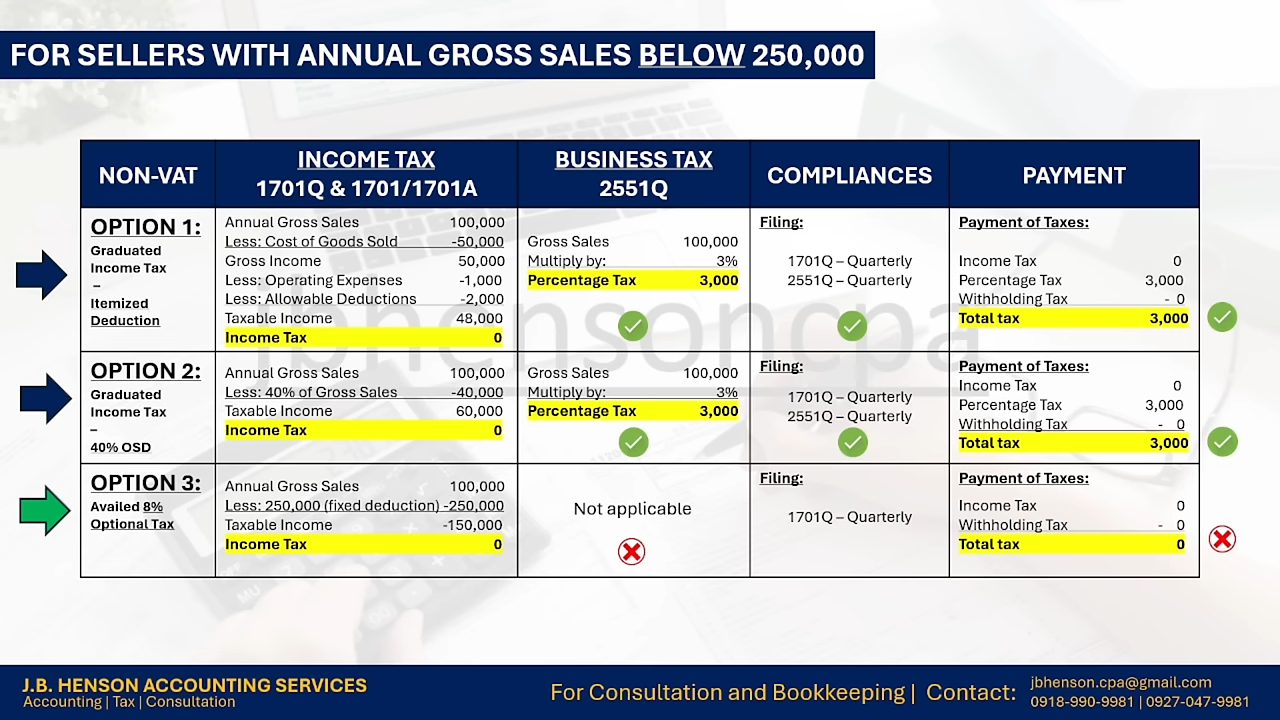 FOR SELLERS WITH ANNUAL GROSS SALES BELOW 250,000
NON-VAT
INCOME TAX
1701Q & 1701/1701A
BUSINESS TAX
2551Q
COMPLIANCES
PAYMENT
OPTION 1:
Graduated
Income Tax
–
Itemized
Deduction
Annual Gross Sales 100,000
Less: Cost of Goods Sold -50,000
Gross Income 50,000
Less: Operating Expenses -1,000
Less: Allowable Deductions -2,000
Taxable Income 48,000
Income Tax 0
Gross Sales 100,000
Multiply by: 3%
Percentage Tax 3,000
Filing:
1701Q – Quarterly
2551Q – Quarterly
Payment of Taxes:
Income Tax 0
Percentage Tax 3,000
Withholding Tax - 0
Total tax 3,000
OPTION 2:
Graduated
Income Tax
–
40% OSD
Annual Gross Sales 100,000
Less: 40% of Gross Sales -40,000
Taxable Income 60,000
Income Tax 0
Gross Sales 100,000
Multiply by: 3%
Percentage Tax 3,000
Filing:
1701Q – Quarterly
2551Q – Quarterly
Payment of Taxes:
Income Tax 0
Percentage Tax 3,000
Withholding Tax - 0
Total tax 3,000
OPTION 3:
Availed 8%
Optional Tax
Annual Gross Sales 100,000
Less: 250,000 (fixed deduction) -250,000
Taxable Income -150,000
Income Tax 0
Not applicable
Filing:
1701Q – Quarterly
Payment of Taxes:
Income Tax 0
Withholding Tax - 0
Total tax 0
jbhensoncpa
J.B. HENSON ACCOUNTING SERVICES
Accounting | Tax | Consultation
For Consultation and Bookkeeping | Contact:
jbhenson.cpa@gmail.com
0918-990-9981 | 0927-047-9981